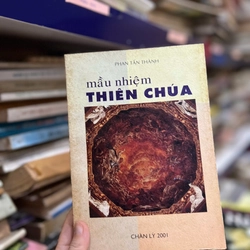 PHAN TẤN THÀNH
mầu nhiệm
THIÊN CHÚA
CHÂN LÝ 2001